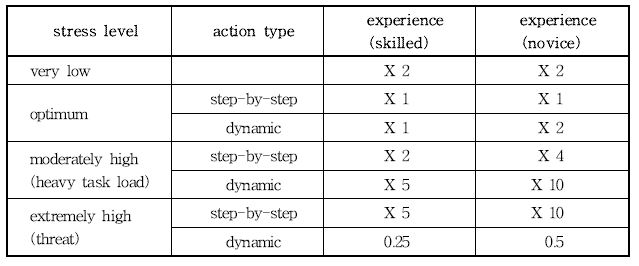 stress level action type experience (skilled) experience (novice)
very low X 2 X 2
optimum step-by-step X 1 X 1
dynamic X 1 X 2
moderately high (heavy task load) step-by-step X 2 X 4
dynamic X 5 X 10
extremely high (threat) step-by-step X 5 X 10
dynamic 0.25 0.5